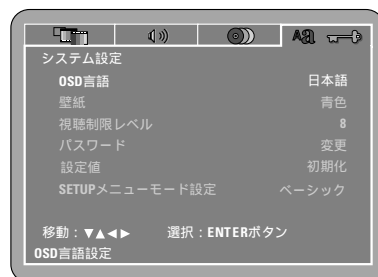 Aあ
システム設定
OSD言語 日本語
壁紙 青色
視聴制限レベル 8
パスワード 変更
設定値 初期化
SETUPメニューモード設定 ベーシック
移動：▼▲◀▶ 選択：ENTERボタン
OSD言語設定